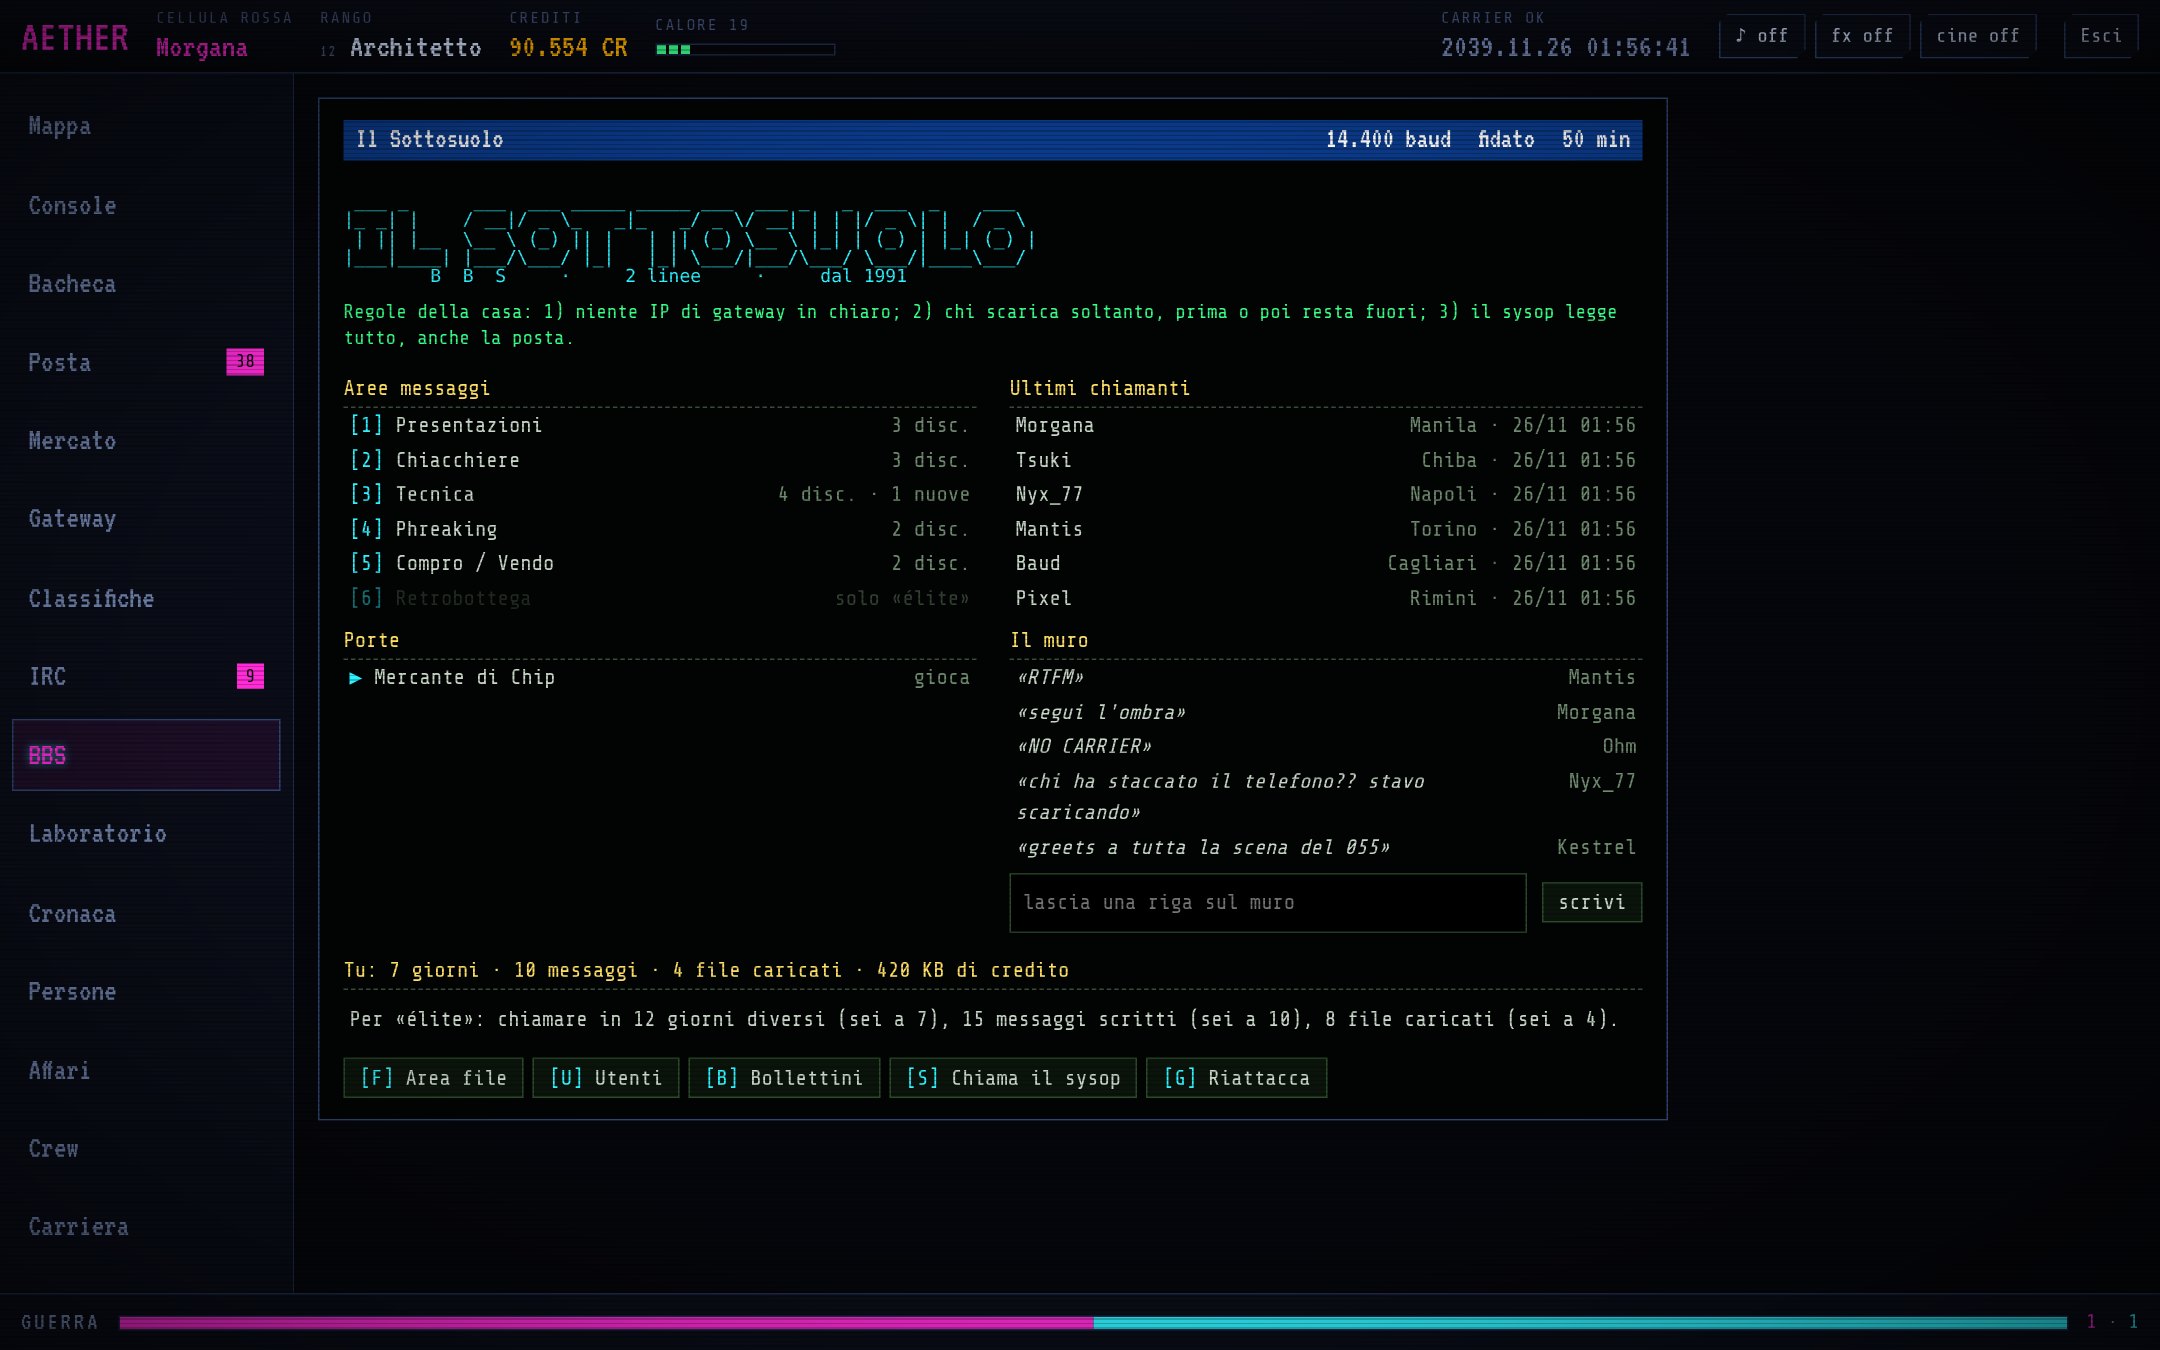 AETHER
CELLULA ROSSA
Morgana
RANGO
12 Architetto
CREDITI
90.554 CR
CALORE 19
CARRIER OK
2039.11.26 01:56:41
♪ off
fx off
cine off
Esci
Mappa
Console
Bacheca
Posta 38
Mercato
Gateway
Classifiche
IRC 9
BBS
Laboratorio
Cronaca
Persone
Affari
Crew
Carriera
Il Sottosuolo 14.400 baud fidato 50 min
IL SOTTOSUOLO
B B S · 2 linee · dal 1991
Regole della casa: 1) niente IP di gateway in chiaro; 2) chi scarica soltanto, prima o poi resta fuori; 3) il sysop legge
tutto, anche la posta.
Aree messaggi
[1] Presentazioni 3 disc.
[2] Chiacchiere 3 disc.
[3] Tecnica 4 disc. · 1 nuove
[4] Phreaking 2 disc.
[5] Compro / Vendo 2 disc.
[6] Retrobottega solo «élite»
Ultimi chiamanti
Morgana Manila · 26/11 01:56
Tsuki Chiba · 26/11 01:56
Nyx_77 Napoli · 26/11 01:56
Mantis Torino · 26/11 01:56
Baud Cagliari · 26/11 01:56
Pixel Rimini · 26/11 01:56
Porte
▶ Mercante di Chip gioca
Il muro
«RTFM» Mantis
«segui l'ombra» Morgana
«NO CARRIER» Ohm
«chi ha staccato il telefono?? stavo Nyx_77
scaricando»
«greets a tutta la scena del 055» Kestrel
lascia una riga sul muro
scrivi
Tu: 7 giorni · 10 messaggi · 4 file caricati · 420 KB di credito
Per «élite»: chiamare in 12 giorni diversi (sei a 7), 15 messaggi scritti (sei a 10), 8 file caricati (sei a 4).
[F] Area file
[U] Utenti
[B] Bollettini
[S] Chiama il sysop
[G] Riattacca
GUERRA
1 · 1